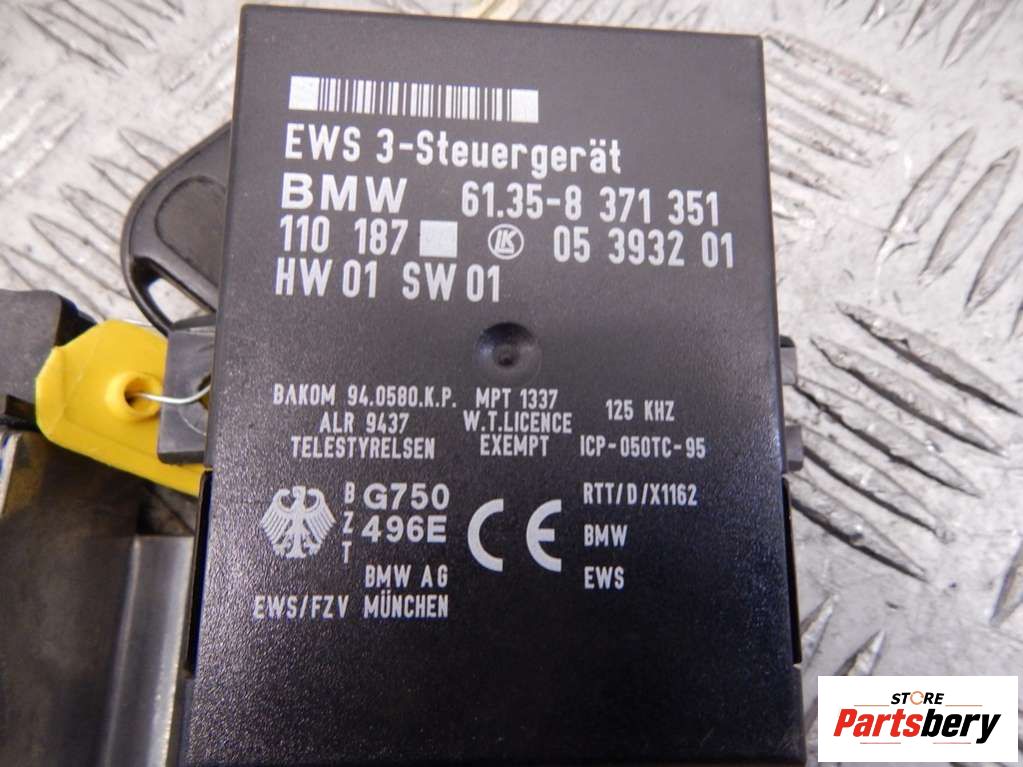 EWS 3-Steuergerät
BMW 61.35-8 371 351
110 187 LK 05 3932 01
HW 01 SW 01
BAKOM 94.0580.K.P. MPT 1337
ALR 9437 W.T.LICENCE 125 KHZ
TELESTYRELSEN EXEMPT ICP-050TC-95
BZT G750 496E
CE
RTT/D/X1162
BMW
EWS
BMW AG
EWS/FZV MÜNCHEN
STORE
Partsbery